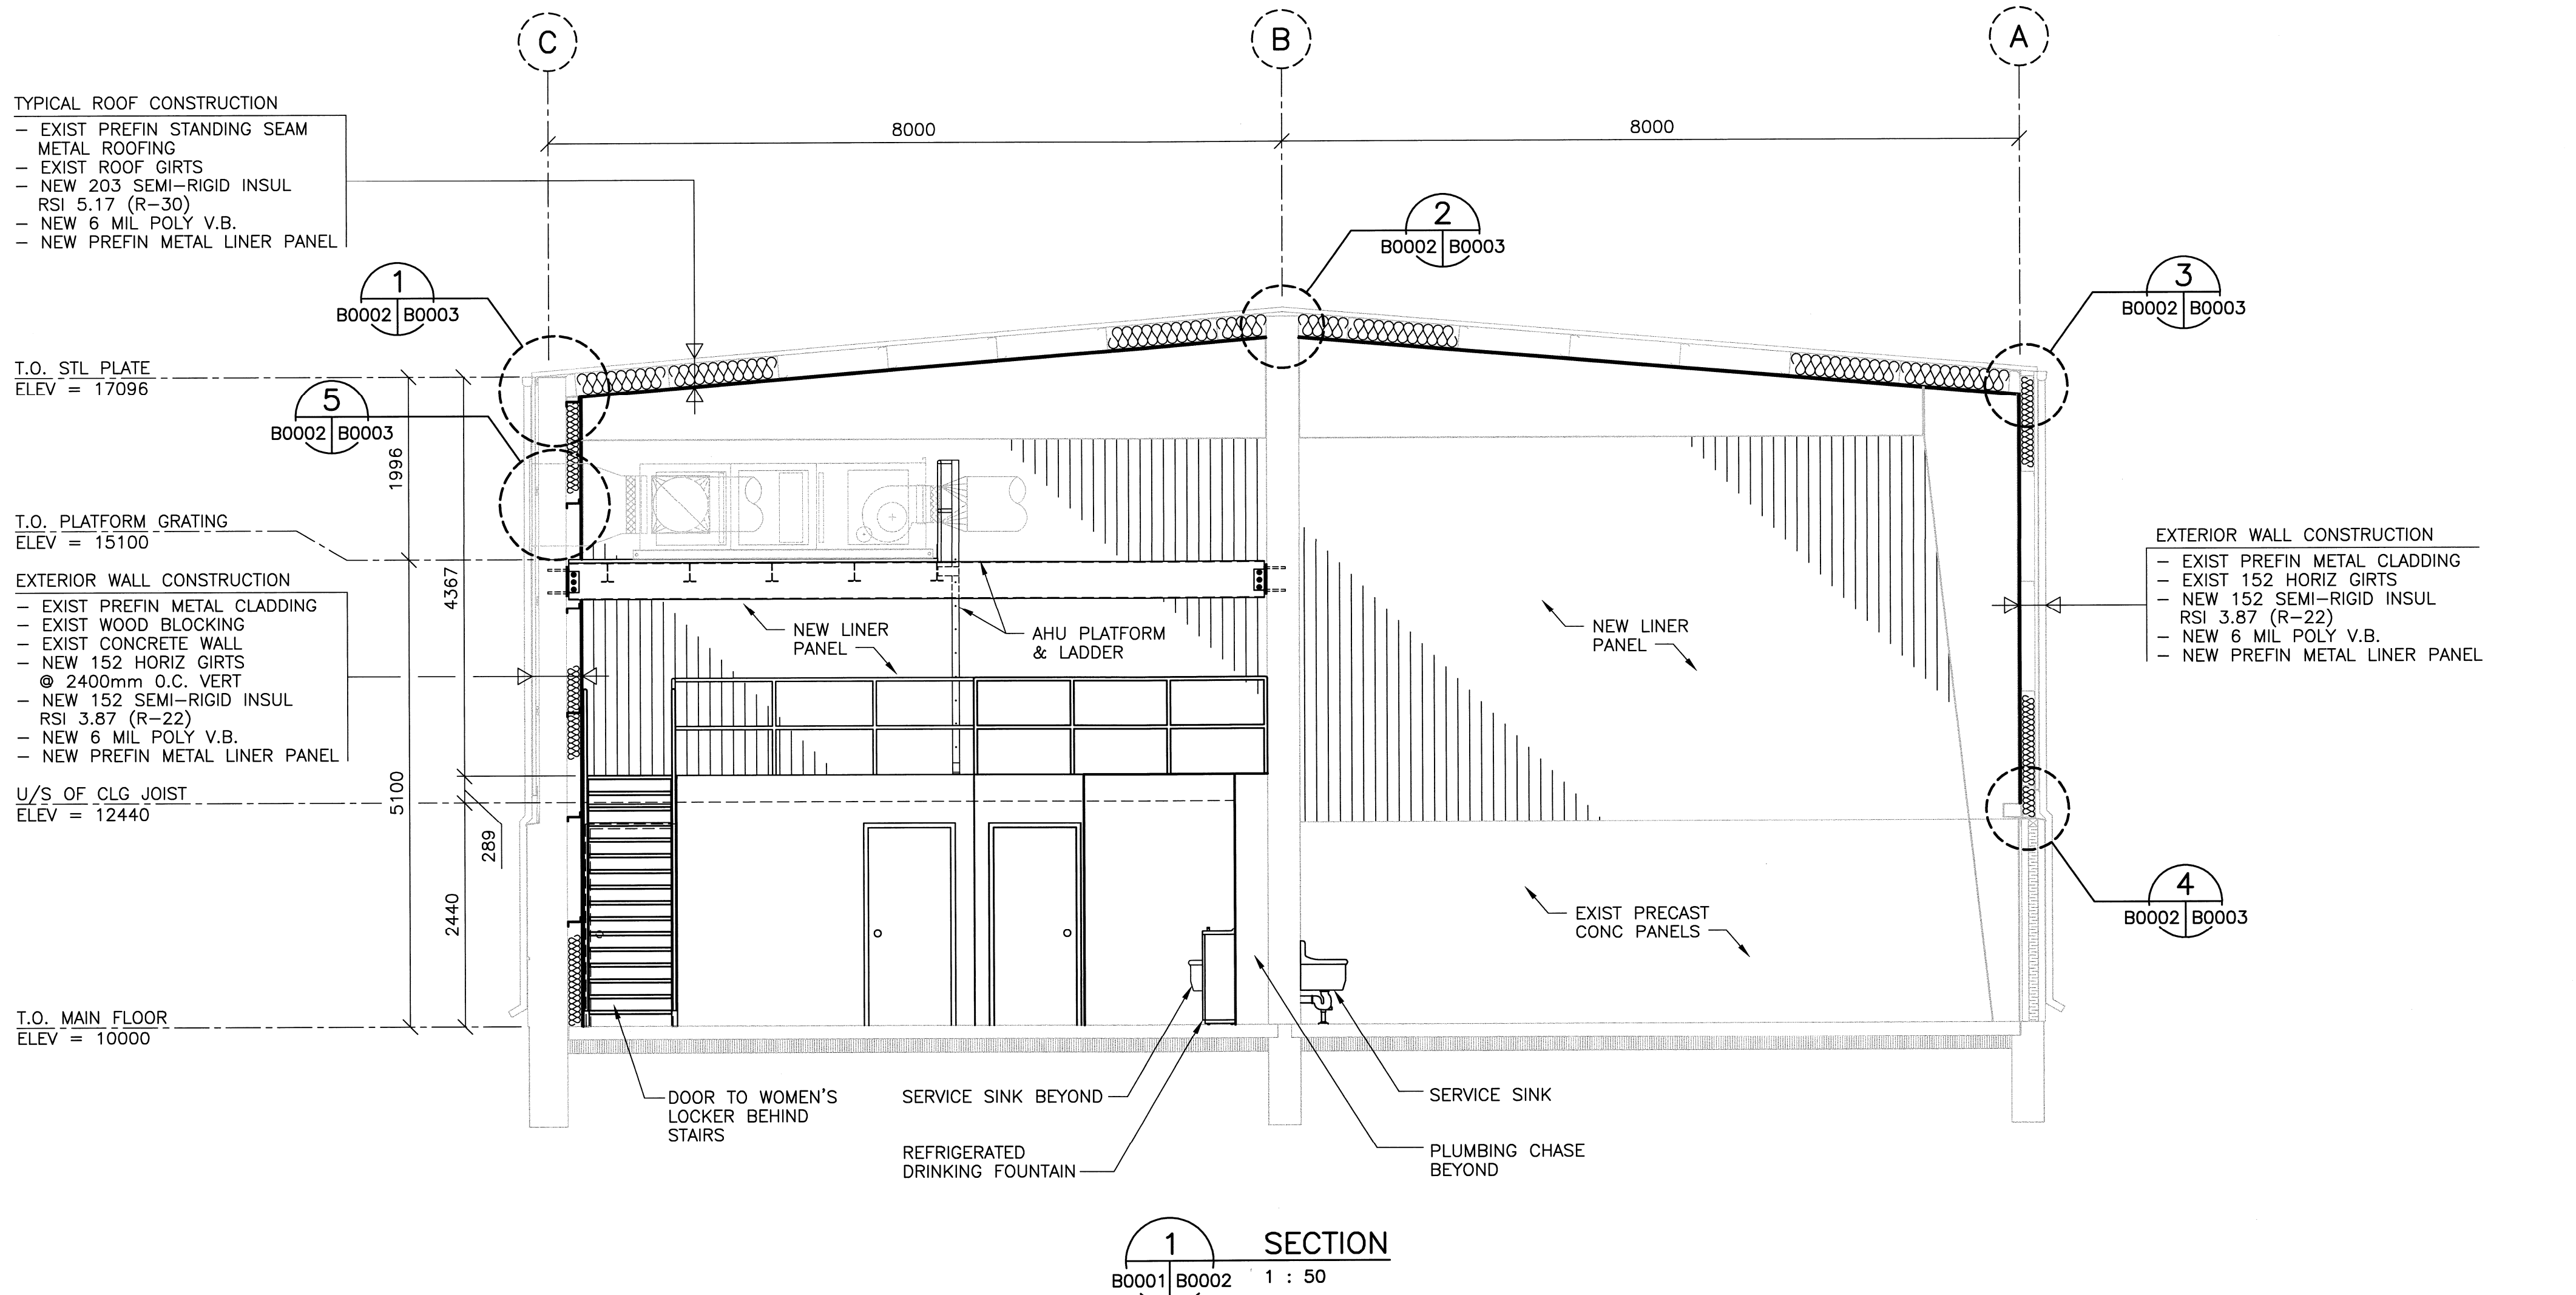 C
B
A
TYPICAL ROOF CONSTRUCTION
– EXIST PREFIN STANDING SEAM
METAL ROOFING
– EXIST ROOF GIRTS
– NEW 203 SEMI–RIGID INSUL
RSI 5.17 (R–30)
– NEW 6 MIL POLY V.B.
– NEW PREFIN METAL LINER PANEL
8000
8000
1
B0002 B0003
2
B0002 B0003
3
B0002 B0003
T.O. STL PLATE
ELEV = 17096
5
B0002 B0003
1996
T.O. PLATFORM GRATING
ELEV = 15100
EXTERIOR WALL CONSTRUCTION
– EXIST PREFIN METAL CLADDING
– EXIST WOOD BLOCKING
– EXIST CONCRETE WALL
– NEW 152 HORIZ GIRTS
@ 2400mm O.C. VERT
– NEW 152 SEMI–RIGID INSUL
RSI 3.87 (R–22)
– NEW 6 MIL POLY V.B.
– NEW PREFIN METAL LINER PANEL
4367
NEW LINER
PANEL
AHU PLATFORM
& LADDER
NEW LINER
PANEL
EXTERIOR WALL CONSTRUCTION
– EXIST PREFIN METAL CLADDING
– EXIST 152 HORIZ GIRTS
– NEW 152 SEMI–RIGID INSUL
RSI 3.87 (R–22)
– NEW 6 MIL POLY V.B.
– NEW PREFIN METAL LINER PANEL
U/S OF CLG JOIST
ELEV = 12440
5100
289
2440
EXIST PRECAST
CONC PANELS
4
B0002 B0003
T.O. MAIN FLOOR
ELEV = 10000
DOOR TO WOMEN'S
LOCKER BEHIND
STAIRS
SERVICE SINK BEYOND
REFRIGERATED
DRINKING FOUNTAIN
SERVICE SINK
PLUMBING CHASE
BEYOND
1
B0001 B0002
SECTION
1 : 50